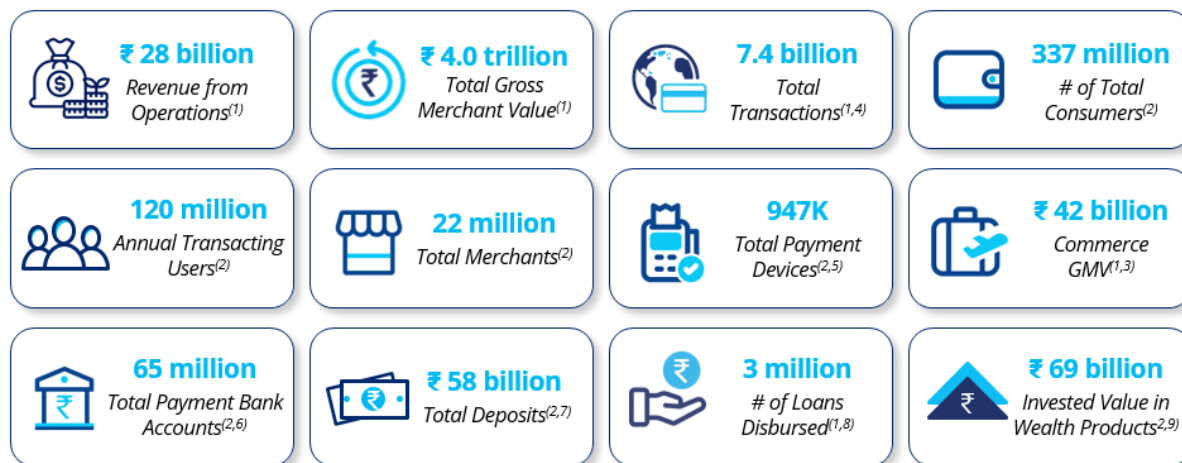 ₹ 28 billion
Revenue from
Operations(1)
₹ 4.0 trillion
Total Gross
Merchant Value(1)
7.4 billion
Total
Transactions(1,4)
337 million
# of Total
Consumers(2)
120 million
Annual Transacting
Users(2)
22 million
Total Merchants(2)
947K
Total Payment
Devices(2,5)
₹ 42 billion
Commerce
GMV(1,3)
65 million
Total Payment Bank
Accounts(2,6)
₹ 58 billion
Total Deposits(2,7)
3 million
# of Loans
Disbursed(1,8)
₹ 69 billion
Invested Value in
Wealth Products2,9)